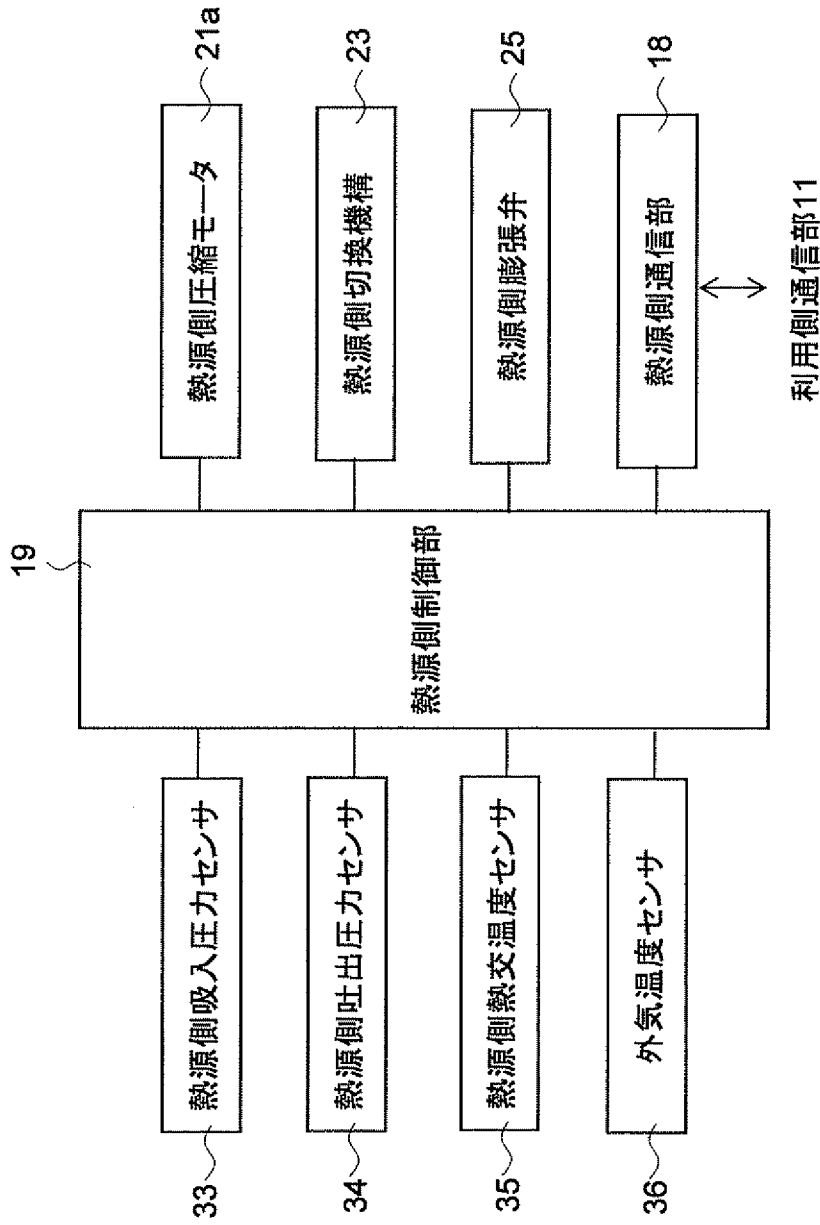 19
熱源側制御部
33
熱源側吸入圧力センサ
34
熱源側吐出圧力センサ
35
熱源側熱交温度センサ
36
外気温度センサ
熱源側圧縮モータ
21a
熱源側切換機構
23
熱源側膨張弁
25
熱源側通信部
18
利用側通信部11